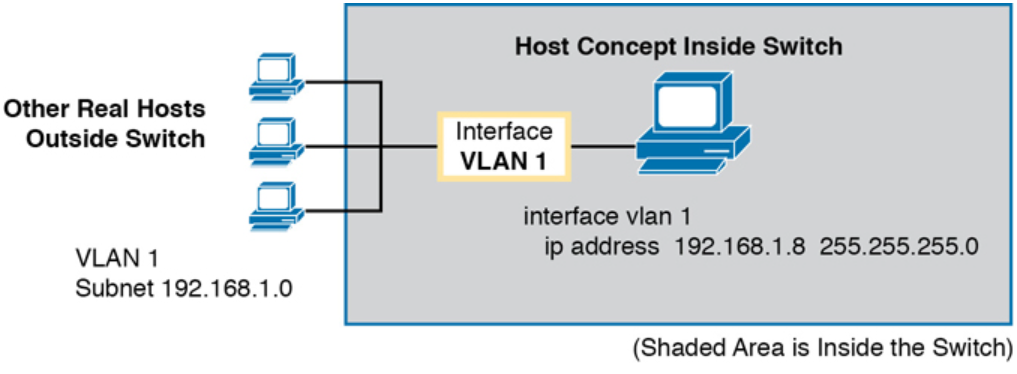 Host Concept Inside Switch
Other Real Hosts
Outside Switch
Interface
VLAN 1
interface vlan 1
ip address 192.168.1.8 255.255.255.0
VLAN 1
Subnet 192.168.1.0
(Shaded Area is Inside the Switch)